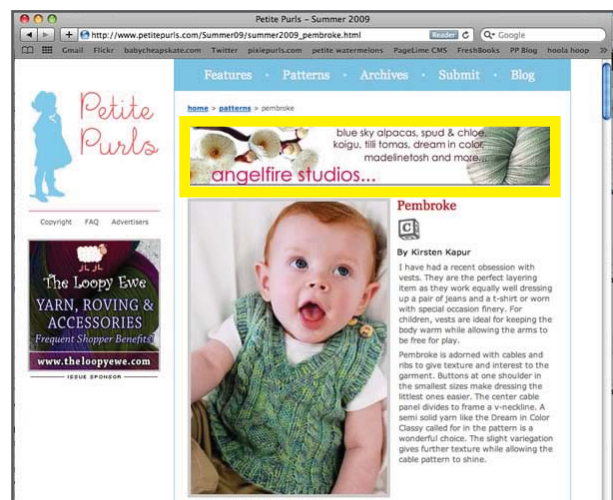 Petite Purls – Summer 2009
http://www.petitepurls.com/Summer09/summer2009_pembroke.html
Reader
Google
Gmail Flickr babycheapskate.com Twitter pixiepurls.com petite watermelons PageLime CMS FreshBooks PP Blog hoola hoop
Features · Patterns · Archives · Submit · Blog
Petite
Purls
home > patterns > pembroke
blue sky alpacas, spud & chloe,
koigu, tilli tomas, dream in color,
madelinetosh and more...
angelfire studios...
Copyright FAQ Advertisers
The Loopy Ewe
YARN, ROVING &
ACCESSORIES
Frequent Shopper Benefits!
www.theloopyewe.com
ISSUE SPONSOR
Pembroke
C
By Kirsten Kapur
I have had a recent obsession with
vests. They are the perfect layering
item as they work equally well dressing
up a pair of jeans and a t-shirt or worn
with special occasion finery. For
children, vests are ideal for keeping the
body warm while allowing the arms to
be free for play.
Pembroke is adorned with cables and
ribs to give texture and interest to the
garment. Buttons at one shoulder in
the smallest sizes make dressing the
littlest ones easier. The center cable
panel divides to frame a v-neckline. A
semi solid yarn like the Dream in Color
Classy called for in the pattern is a
wonderful choice. The slight variegation
gives further texture while allowing the
cable pattern to shine.